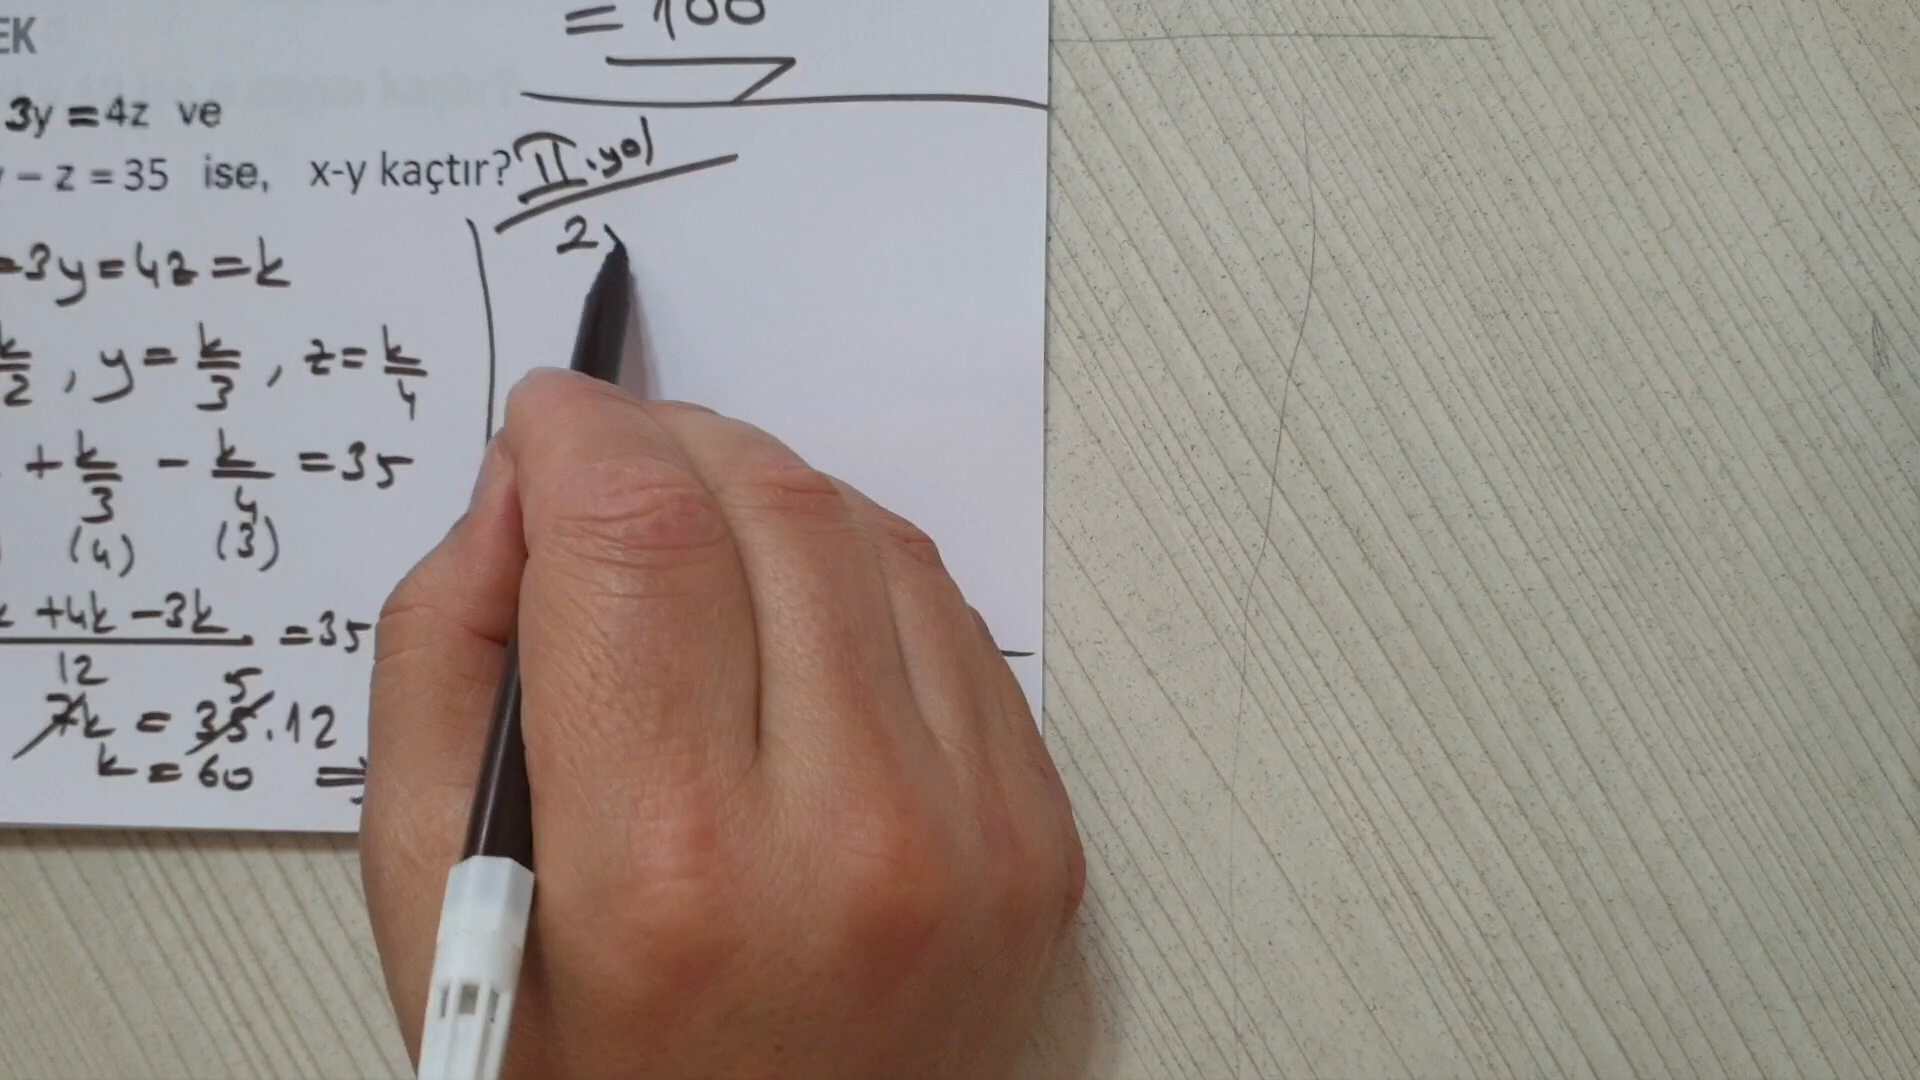 = 100
EK
3y = 4z ve
- z = 35 ise, x-y kaçtır?
II. yol
2
=3y=4z=k
k/2, y = k/3, z = k/4
+ k/3 - k/4 = 35
(4) (3)
k +4k -3k / 12 = 35
5
7k = 35.12
k = 60 ⇒